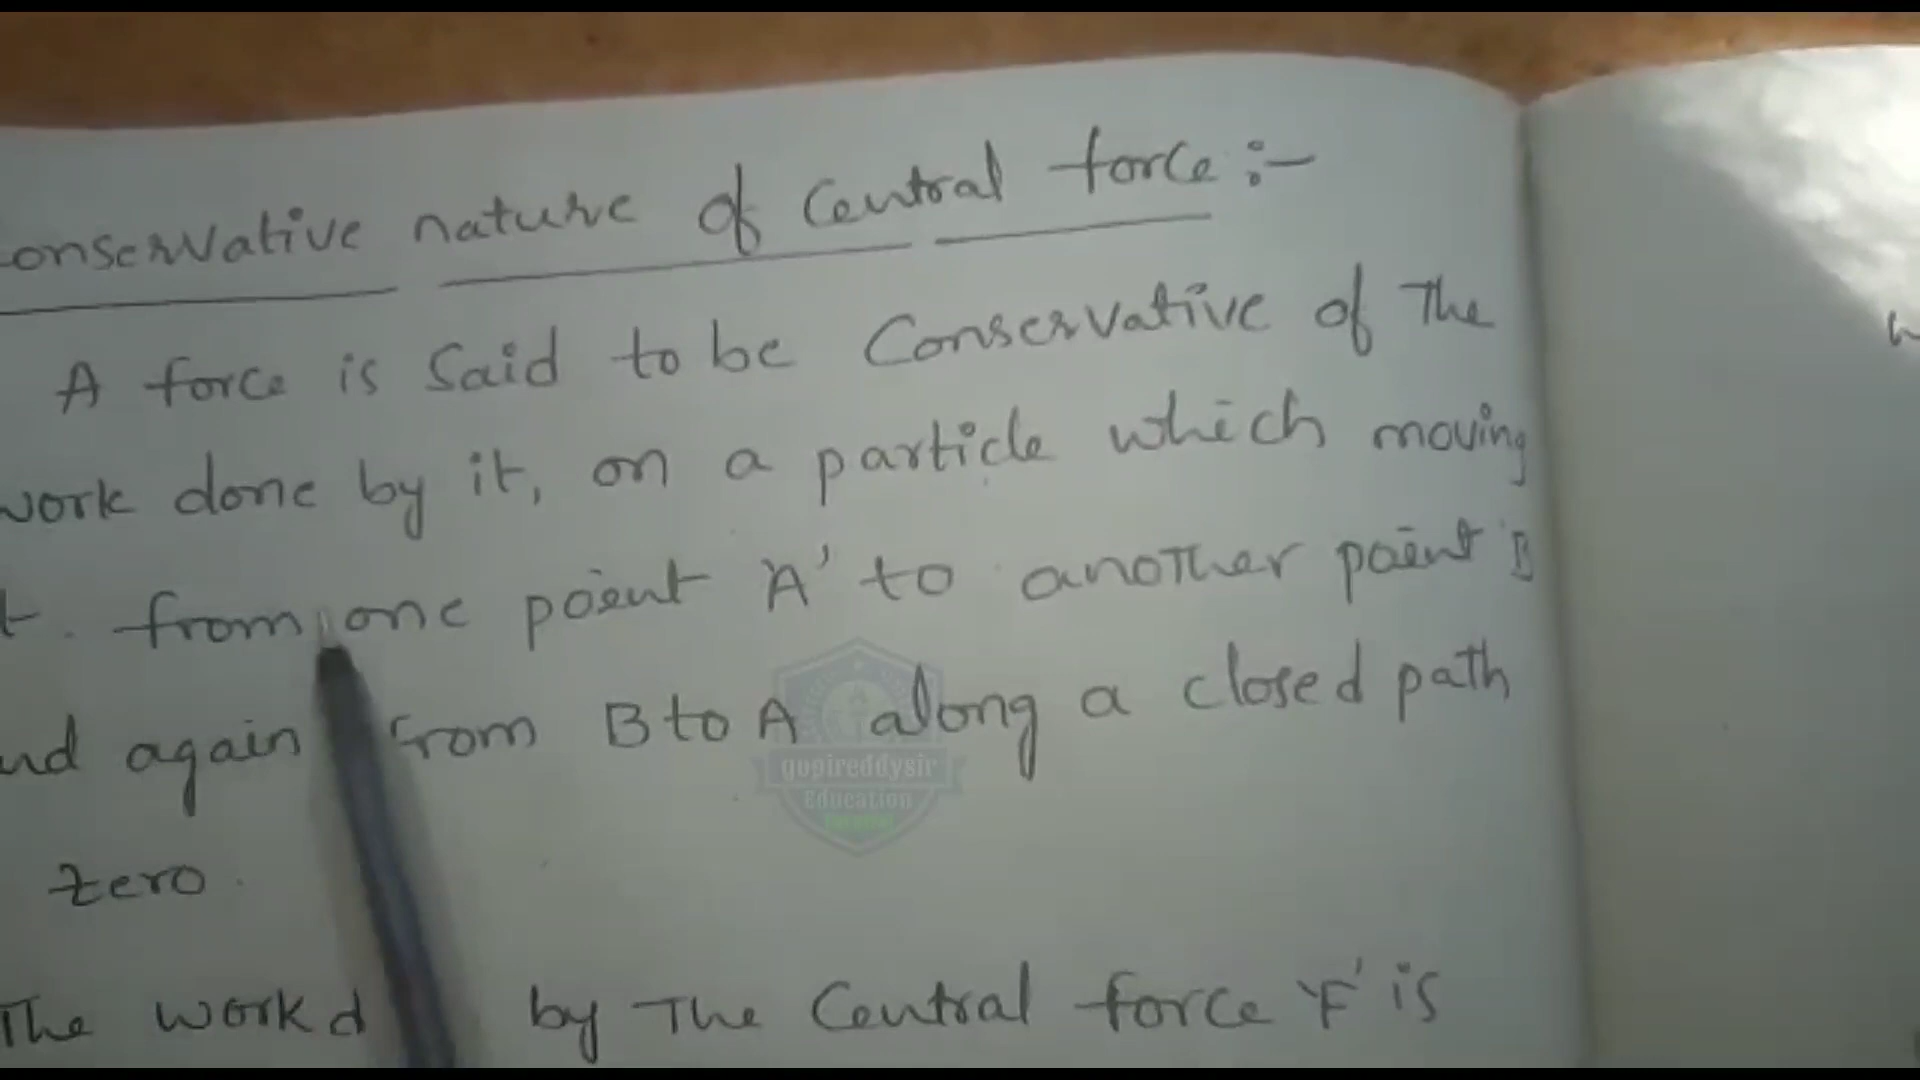 onservative nature of Central force :-
A force is Said to be Conservative of The
work done by it, on a particle which moving
t. from one point 'A' to another point B
nd again from B to A along a closed path
zero.
The work d by The Central force 'F' is
gopireddysir
Education